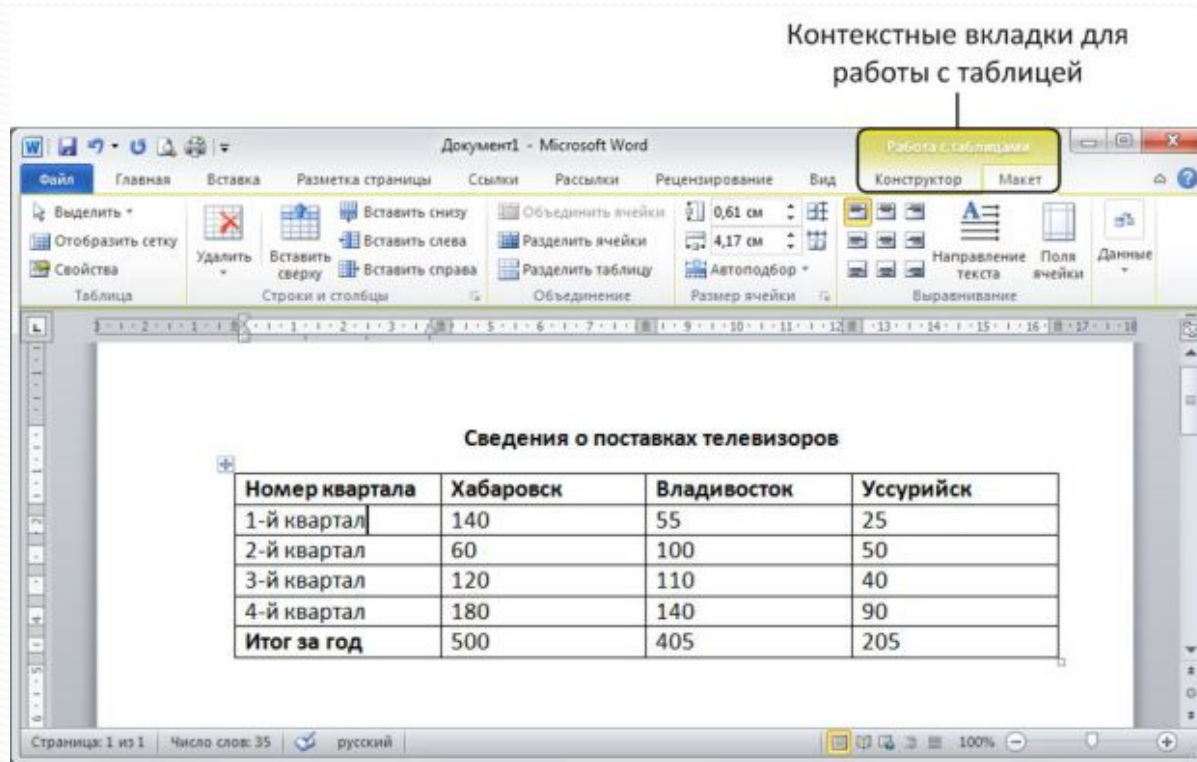 Контекстные вкладки для
работы с таблицей
Документ1 - Microsoft Word
Работа с таблицами
Файл Главная Вставка Разметка страницы Ссылки Рассылки Рецензирование Вид Конструктор Макет
Выделить
Отобразить сетку
Свойства
Таблица
Удалить
Вставить
сверху
Вставить снизу
Вставить слева
Вставить справа
Строки и столбцы
Объединить ячейки
Разделить ячейки
Разделить таблицу
Объединение
0,61 см
4,17 см
Автоподбор
Размер ячейки
Направление
текста
Поля
ячейки
Выравнивание
Данные
Сведения о поставках телевизоров
Номер квартала Хабаровск Владивосток Уссурийск
1-й квартал 140 55 25
2-й квартал 60 100 50
3-й квартал 120 110 40
4-й квартал 180 140 90
Итог за год 500 405 205
Страница: 1 из 1 Число слов: 35 русский 100%